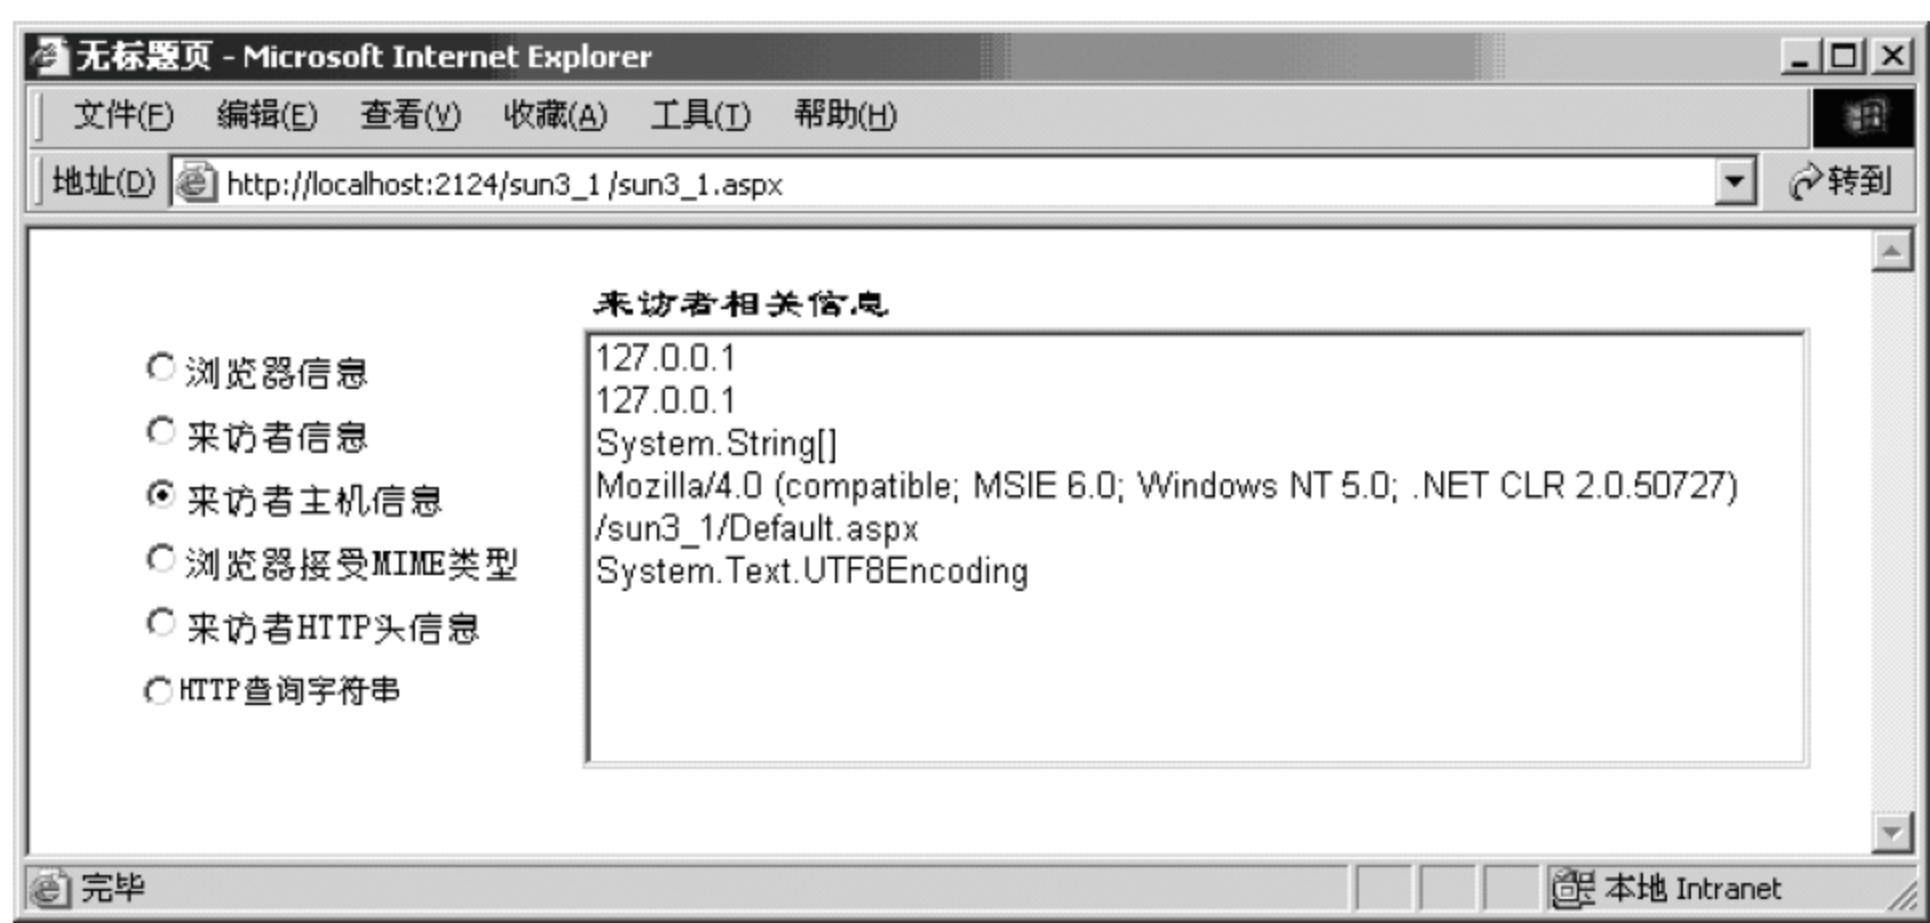 无标题页 - Microsoft Internet Explorer
文件(F) 编辑(E) 查看(V) 收藏(A) 工具(T) 帮助(H)
地址(D) http://localhost:2124/sun3_1/sun3_1.aspx 转到
来访者相关信息
浏览器信息
来访者信息
来访者主机信息
浏览器接受MIME类型
来访者HTTP头信息
HTTP查询字符串
127.0.0.1
127.0.0.1
System.String[]
Mozilla/4.0 (compatible; MSIE 6.0; Windows NT 5.0; .NET CLR 2.0.50727)
/sun3_1/Default.aspx
System.Text.UTF8Encoding
完毕 本地 Intranet